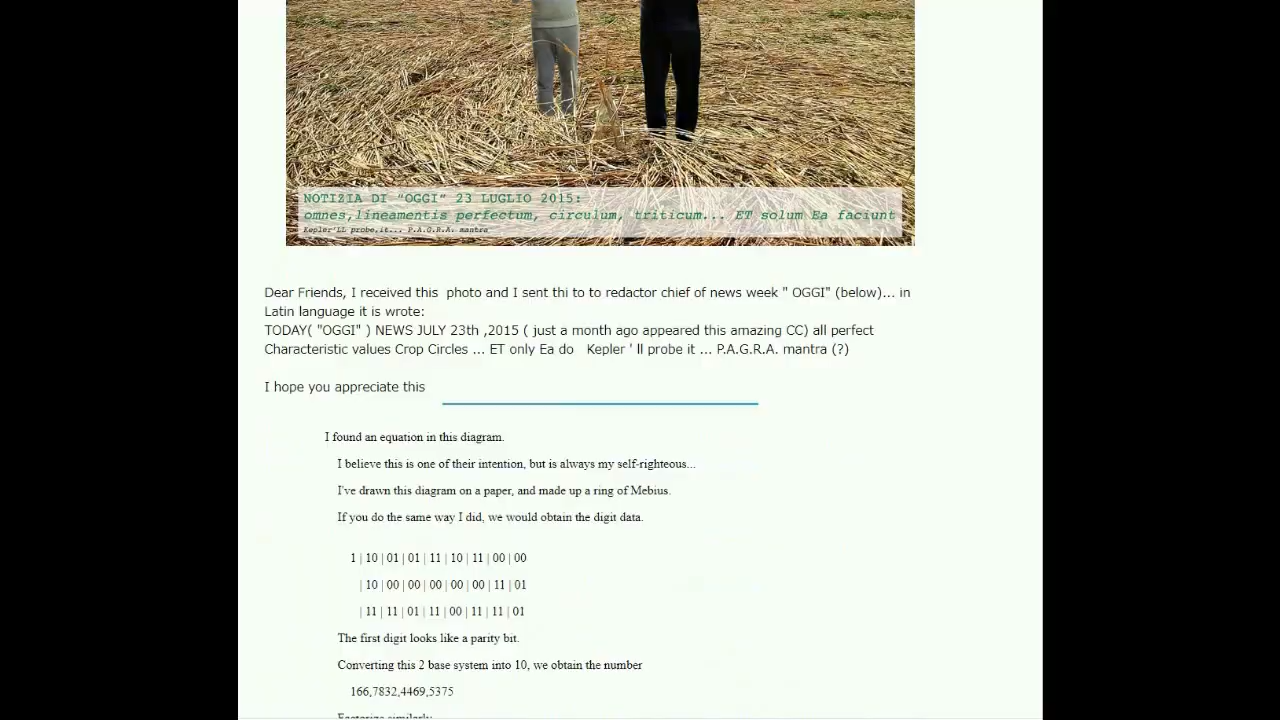 NOTIZIA DI "OGGI" 23 LUGLIO 2015:
omnes,lineamentis perfectum, circulum, triticum... ET solum Ea faciunt
Kepler'LL probe.it... P.A.G.R.A. mantra
Dear Friends, I received this  photo and I sent thi to to redactor chief of news week " OGGI" (below)... in
Latin language it is wrote:
TODAY( "OGGI" ) NEWS JULY 23th ,2015 ( just a month ago appeared this amazing CC) all perfect
Characteristic values Crop Circles ... ET only Ea do   Kepler ' ll probe it ... P.A.G.R.A. mantra (?)
I hope you appreciate this
I found an equation in this diagram.
I believe this is one of their intention, but is always my self-righteous...
I've drawn this diagram on a paper, and made up a ring of Mebius.
If you do the same way I did, we would obtain the digit data.
1 | 10 | 01 | 01 | 11 | 10 | 11 | 00 | 00
| 10 | 00 | 00 | 00 | 00 | 00 | 11 | 01
| 11 | 11 | 01 | 11 | 00 | 11 | 11 | 01
The first digit looks like a parity bit.
Converting this 2 base system into 10, we obtain the number
166,7832,4469,5375
Factorize similarly